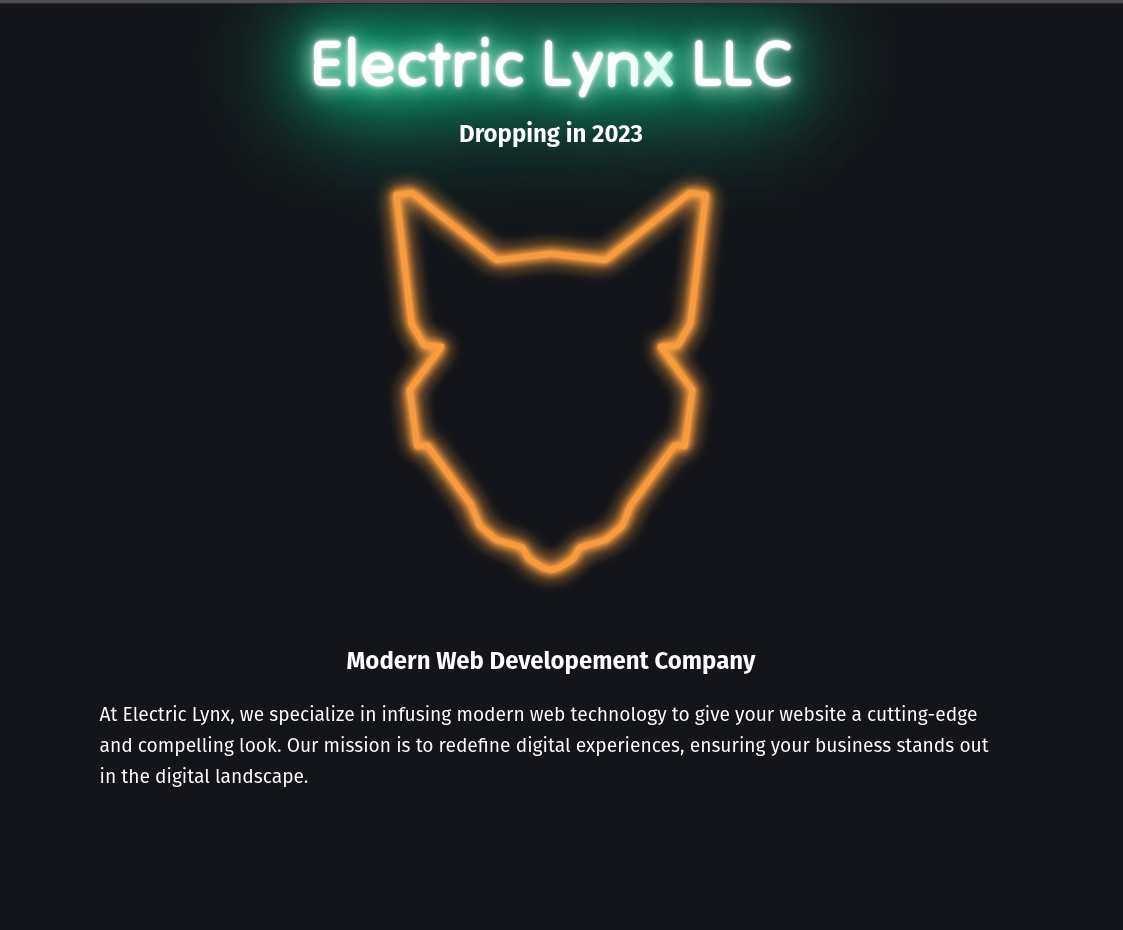 Electric Lynx LLC
Dropping in 2023
Modern Web Developement Company
At Electric Lynx, we specialize in infusing modern web technology to give your website a cutting-edge
and compelling look. Our mission is to redefine digital experiences, ensuring your business stands out
in the digital landscape.